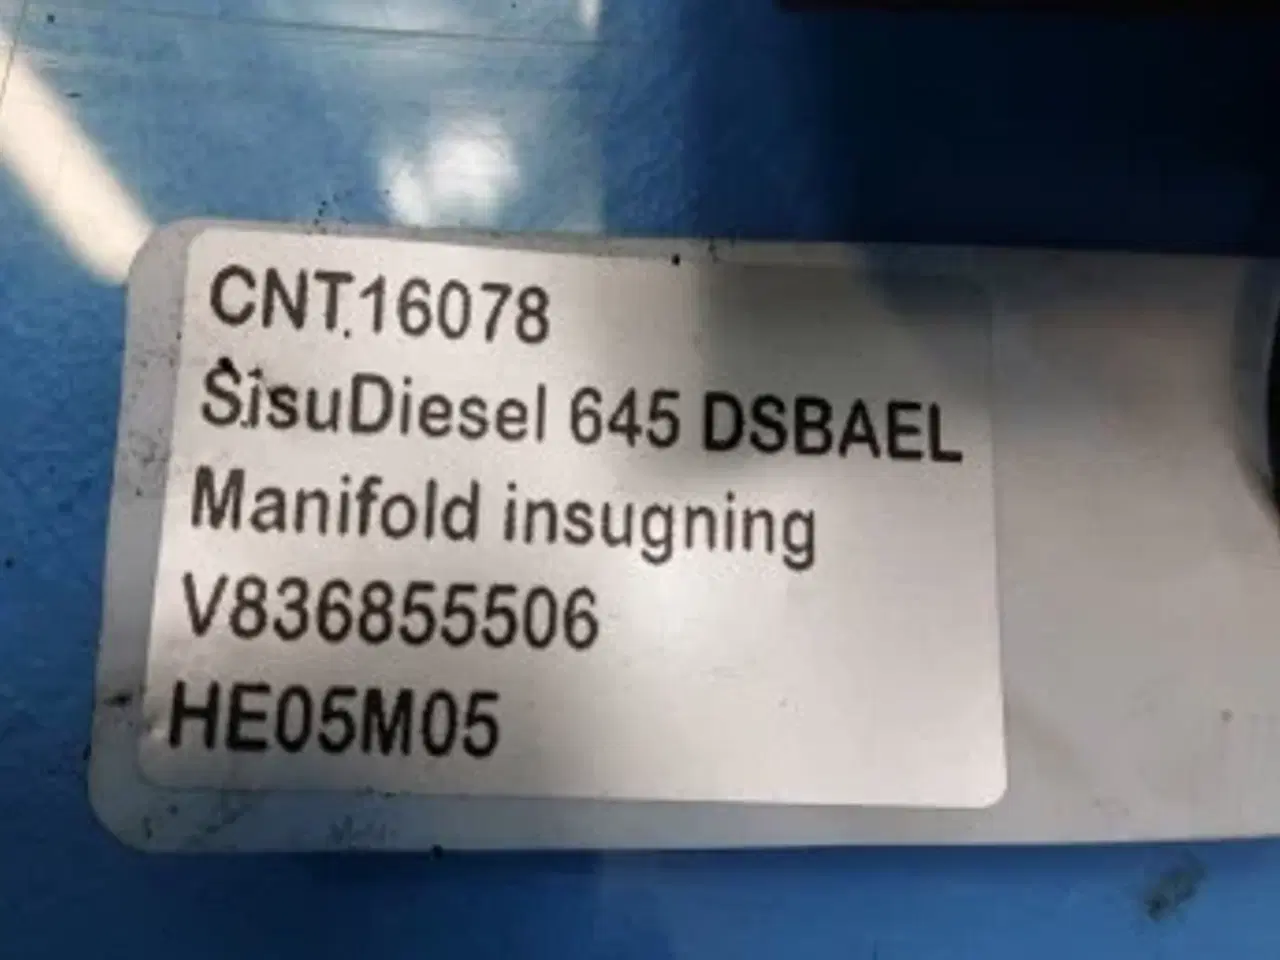 CNT.16078
SisuDiesel 645 DSBAEL
Manifold insugning
V836855506
HE05M05